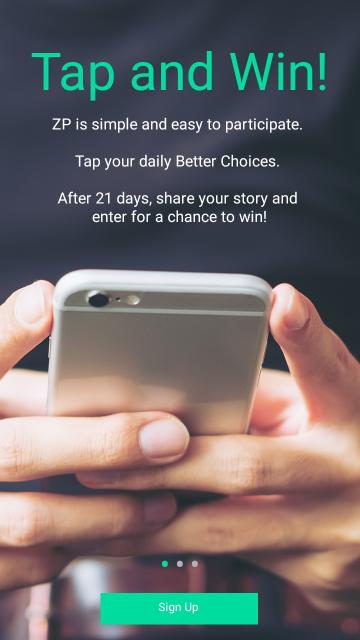 Tap and Win!
ZP is simple and easy to participate.
Tap your daily Better Choices.
After 21 days, share your story and
enter for a chance to win!
Sign Up